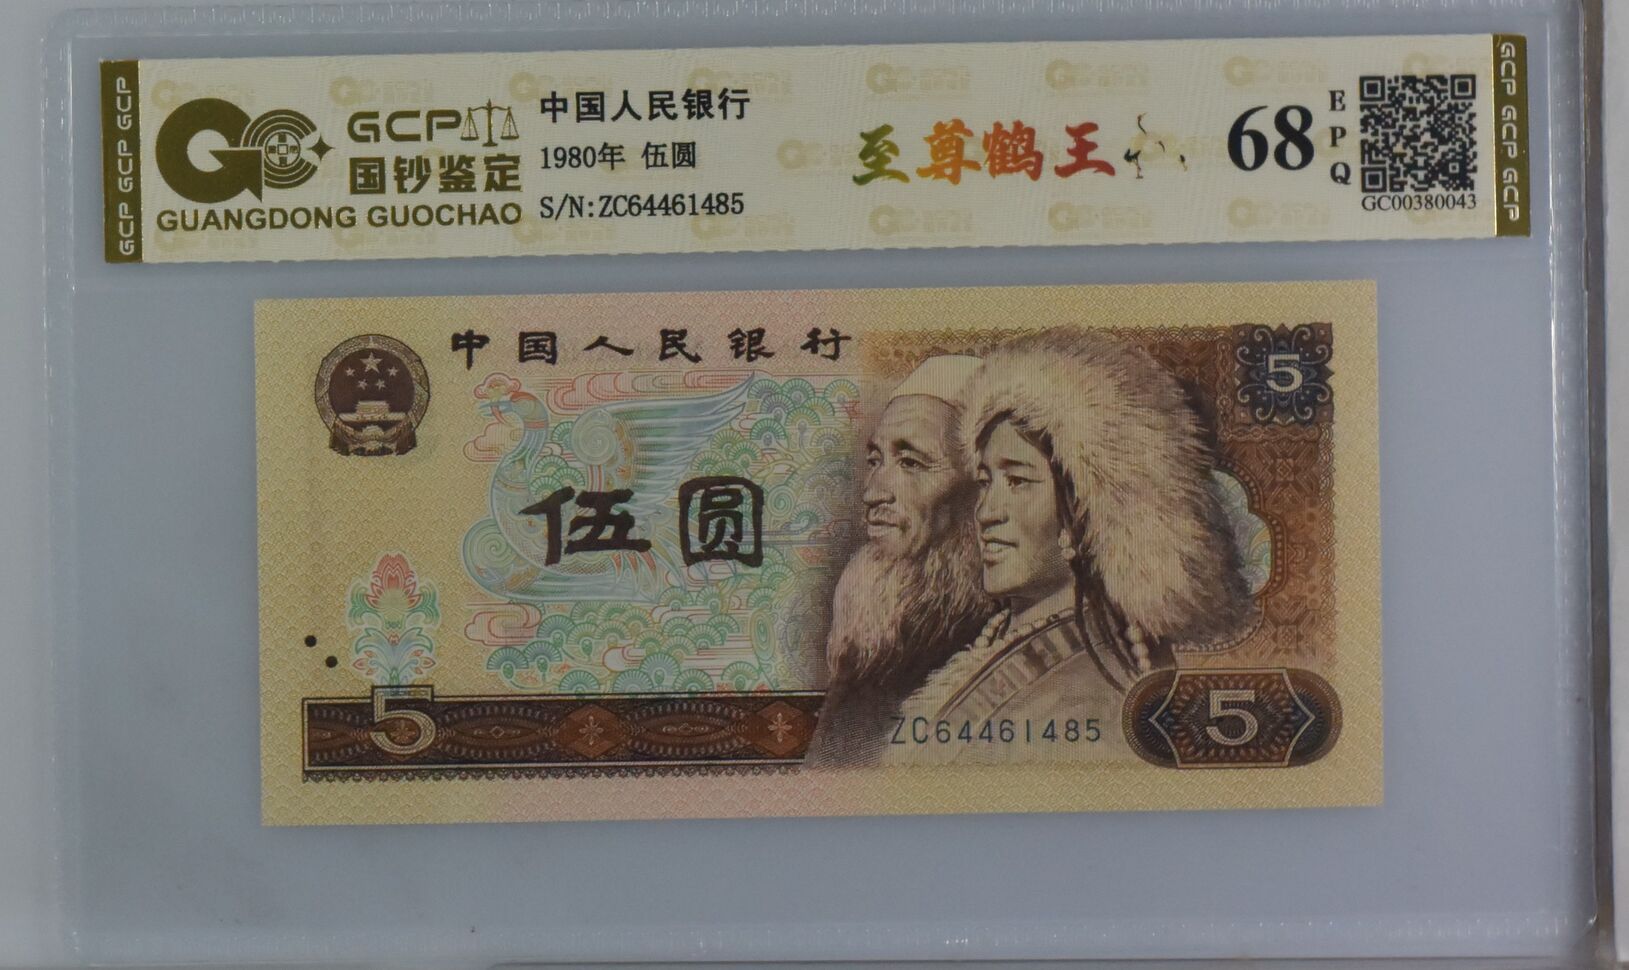 GCP GCP GCP
GCP
国钞鉴定
GUANGDONG GUOCHAO
中国人民银行
1980年 伍圆
S/N:ZC64461485
至尊鹤王
68
EPQ
GC00380043
GCP GCP GCP
中国人民银行
5
伍圆
5
ZC64461485
5